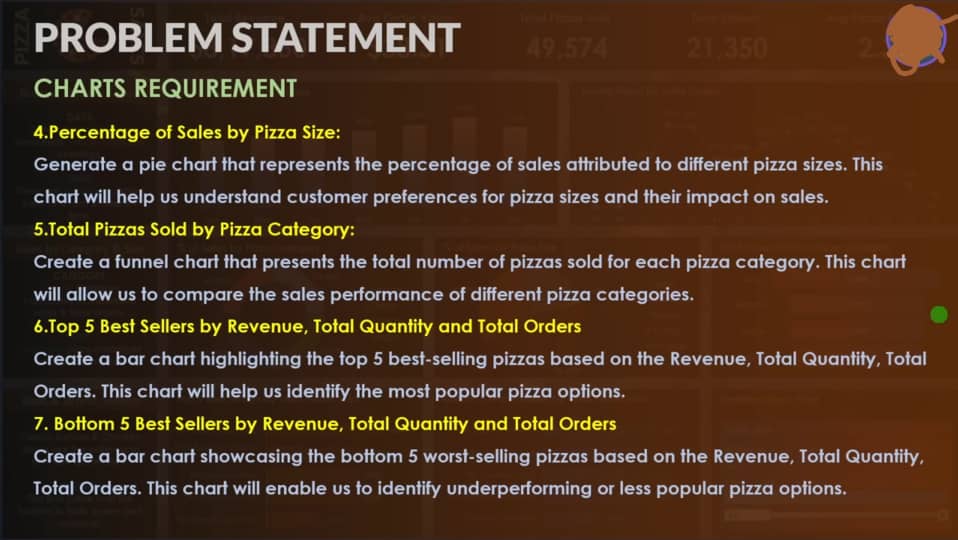 PROBLEM STATEMENT
CHARTS REQUIREMENT
4.Percentage of Sales by Pizza Size:
Generate a pie chart that represents the percentage of sales attributed to different pizza sizes. This
chart will help us understand customer preferences for pizza sizes and their impact on sales.
5.Total Pizzas Sold by Pizza Category:
Create a funnel chart that presents the total number of pizzas sold for each pizza category. This chart
will allow us to compare the sales performance of different pizza categories.
6.Top 5 Best Sellers by Revenue, Total Quantity and Total Orders
Create a bar chart highlighting the top 5 best-selling pizzas based on the Revenue, Total Quantity, Total
Orders. This chart will help us identify the most popular pizza options.
7. Bottom 5 Best Sellers by Revenue, Total Quantity and Total Orders
Create a bar chart showcasing the bottom 5 worst-selling pizzas based on the Revenue, Total Quantity,
Total Orders. This chart will enable us to identify underperforming or less popular pizza options.
PIZZA
49,574
21,350